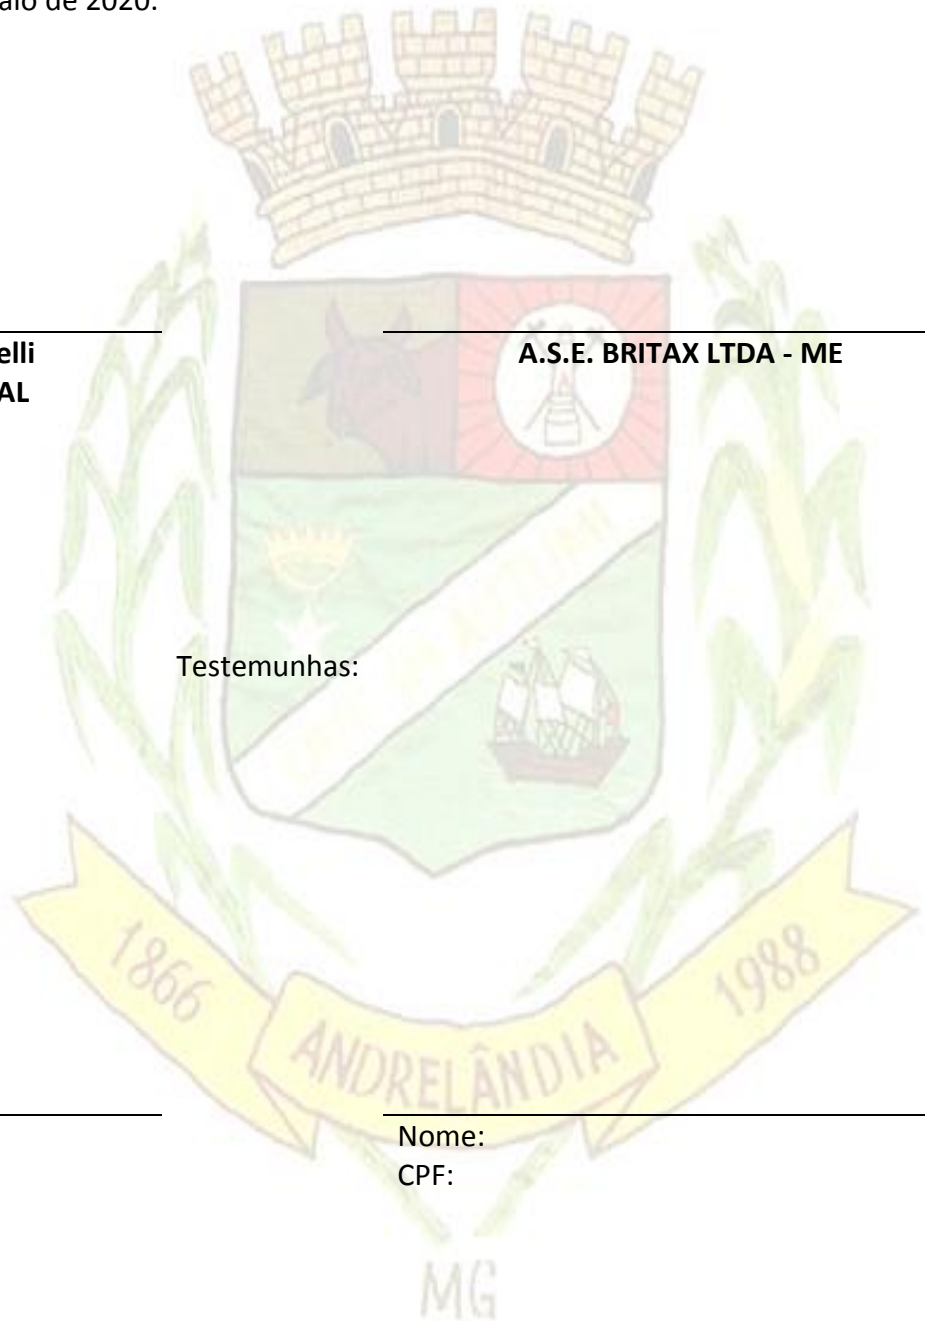 aio de 2020.
elli
A.S.E. BRITAX LTDA - ME
AL
Testemunhas:
1866
1988
ANDRELÂNDIA
Nome:
CPF:
MG